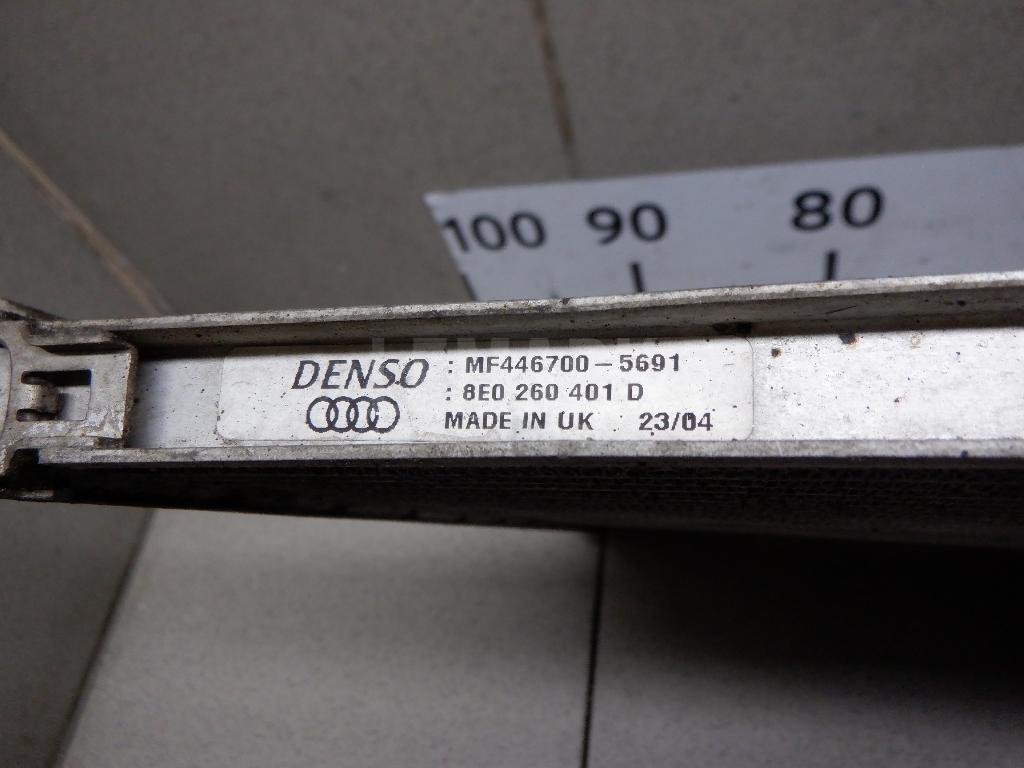 100 90 80
DENSO : MF446700-5691
: 8E0 260 401 D
MADE IN UK 23/04